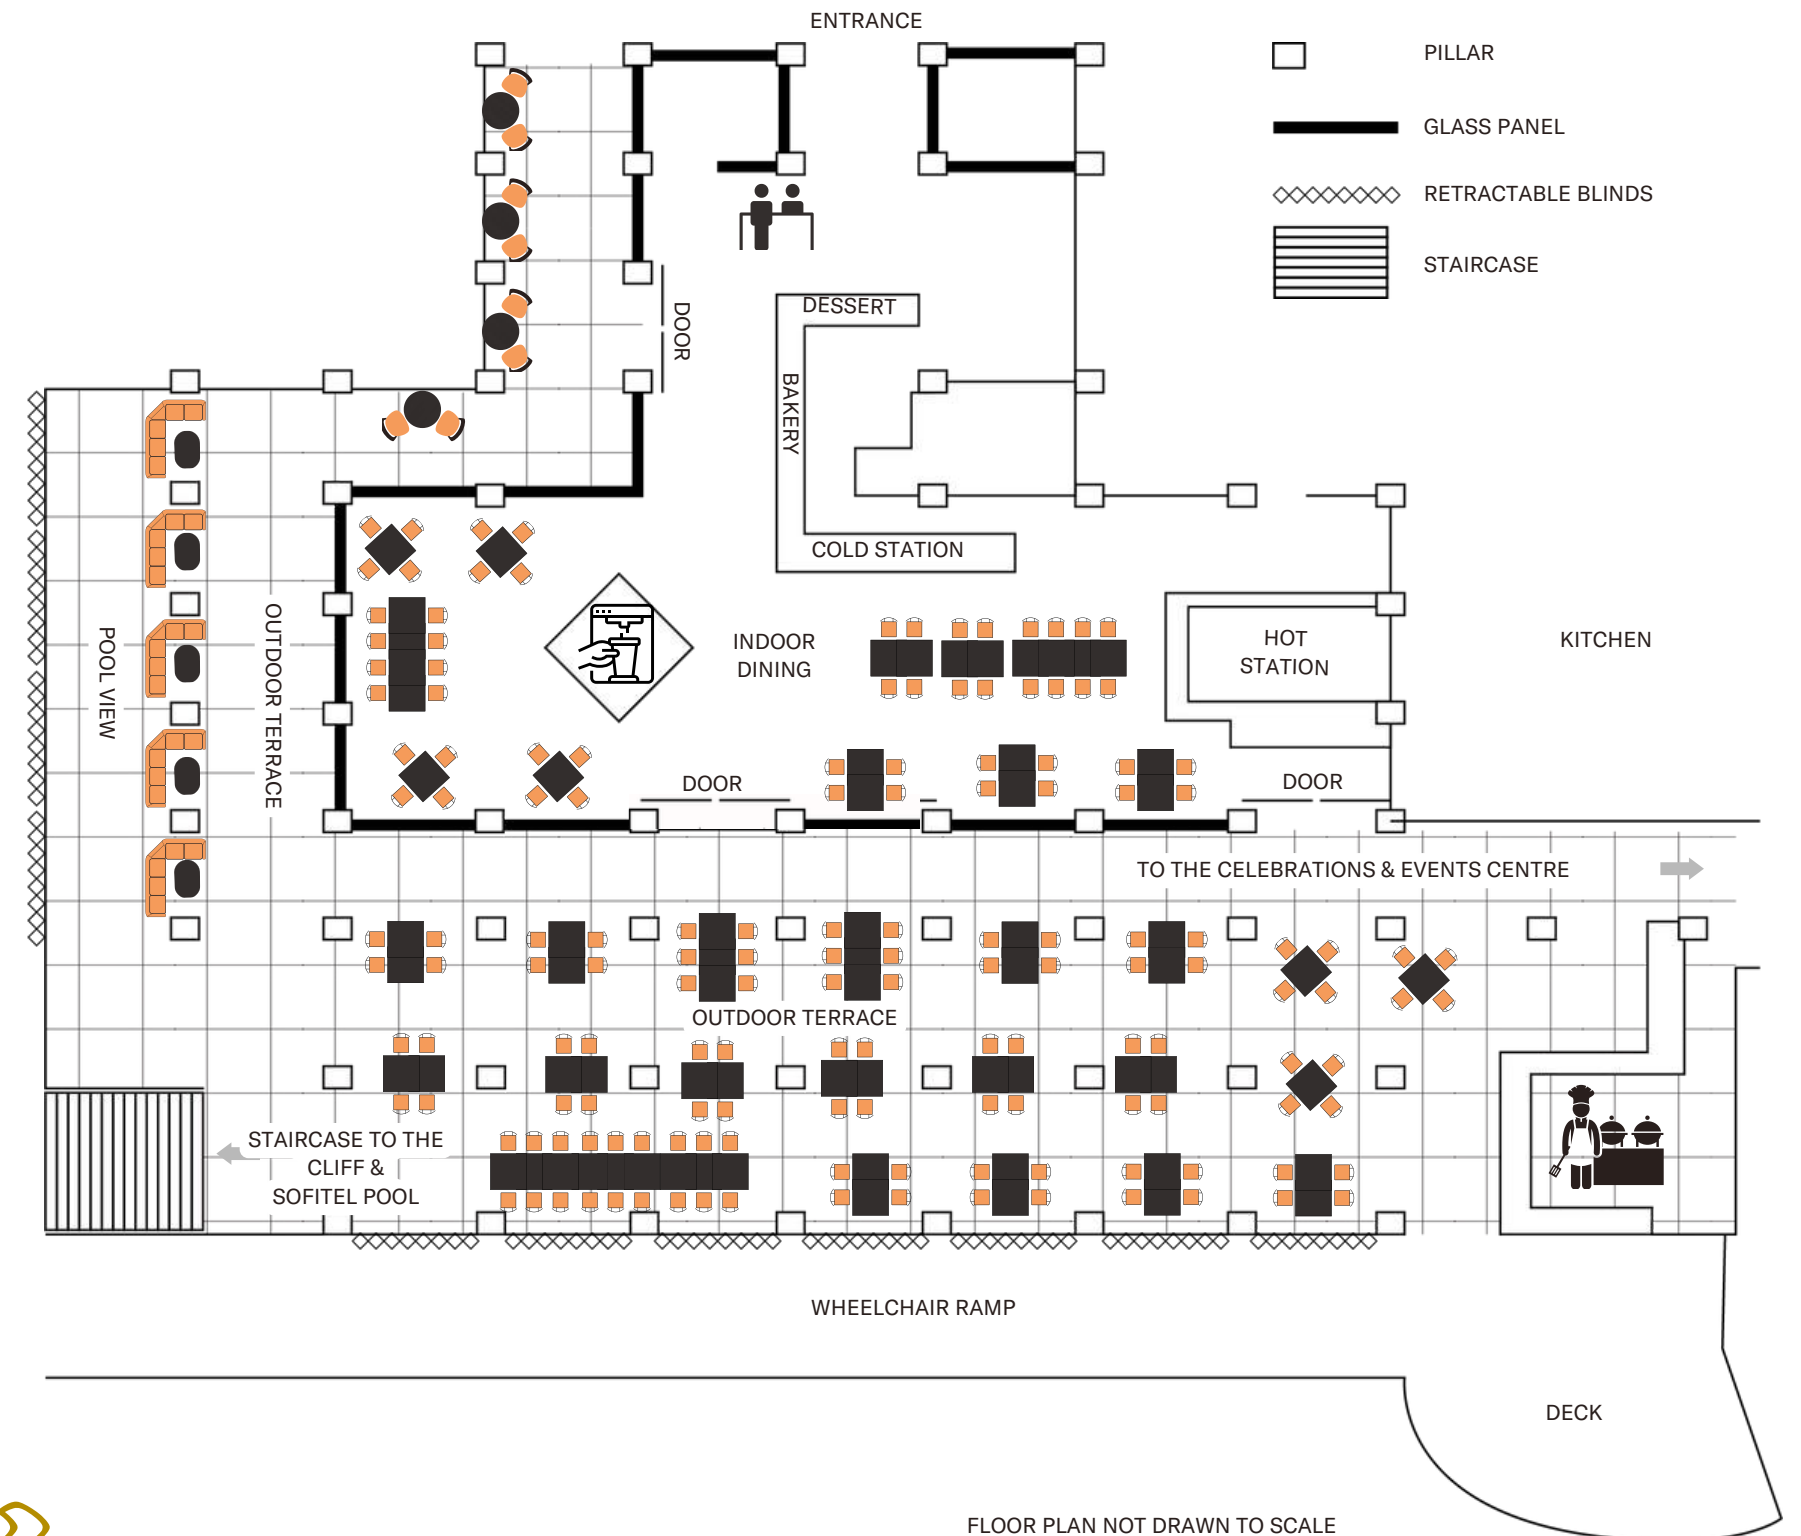 ENTRANCE
PILLAR
GLASS PANEL
RETRACTABLE BLINDS
STAIRCASE
DOOR
DESSERT
BAKERY
COLD STATION
POOL VIEW
OUTDOOR TERRACE
INDOOR
DINING
HOT
STATION
KITCHEN
DOOR
DOOR
TO THE CELEBRATIONS & EVENTS CENTRE
OUTDOOR TERRACE
STAIRCASE TO THE
CLIFF &
SOFITEL POOL
WHEELCHAIR RAMP
DECK
FLOOR PLAN NOT DRAWN TO SCALE